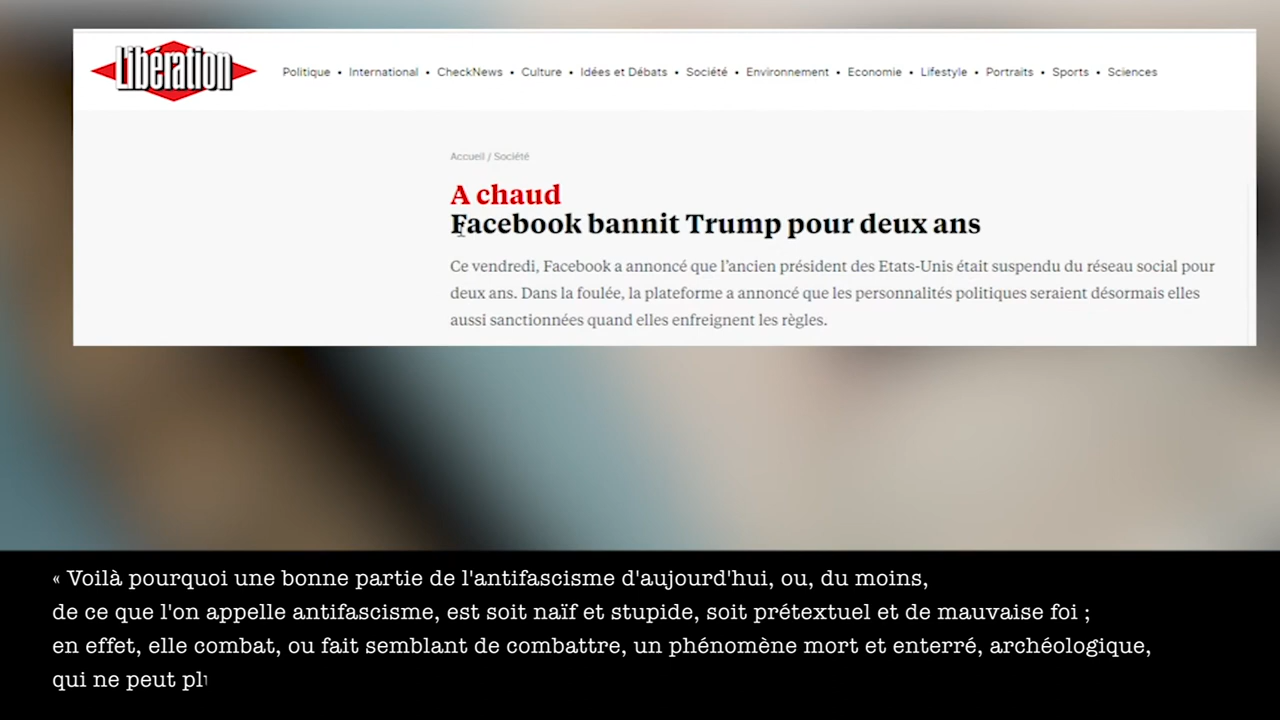 Libération
Politique • International • CheckNews • Culture • Idées et Débats • Société • Environnement • Economie • Lifestyle • Portraits • Sports • Sciences
Accueil / Société
A chaud
Facebook bannit Trump pour deux ans
Ce vendredi, Facebook a annoncé que l’ancien président des Etats-Unis était suspendu du réseau social pour
deux ans. Dans la foulée, la plateforme a annoncé que les personnalités politiques seraient désormais elles
aussi sanctionnées quand elles enfreignent les règles.
« Voilà pourquoi une bonne partie de l'antifascisme d'aujourd'hui, ou, du moins,
de ce que l'on appelle antifascisme, est soit naïf et stupide, soit prétextuel et de mauvaise foi ;
en effet, elle combat, ou fait semblant de combattre, un phénomène mort et enterré, archéologique,
qui ne peut pl